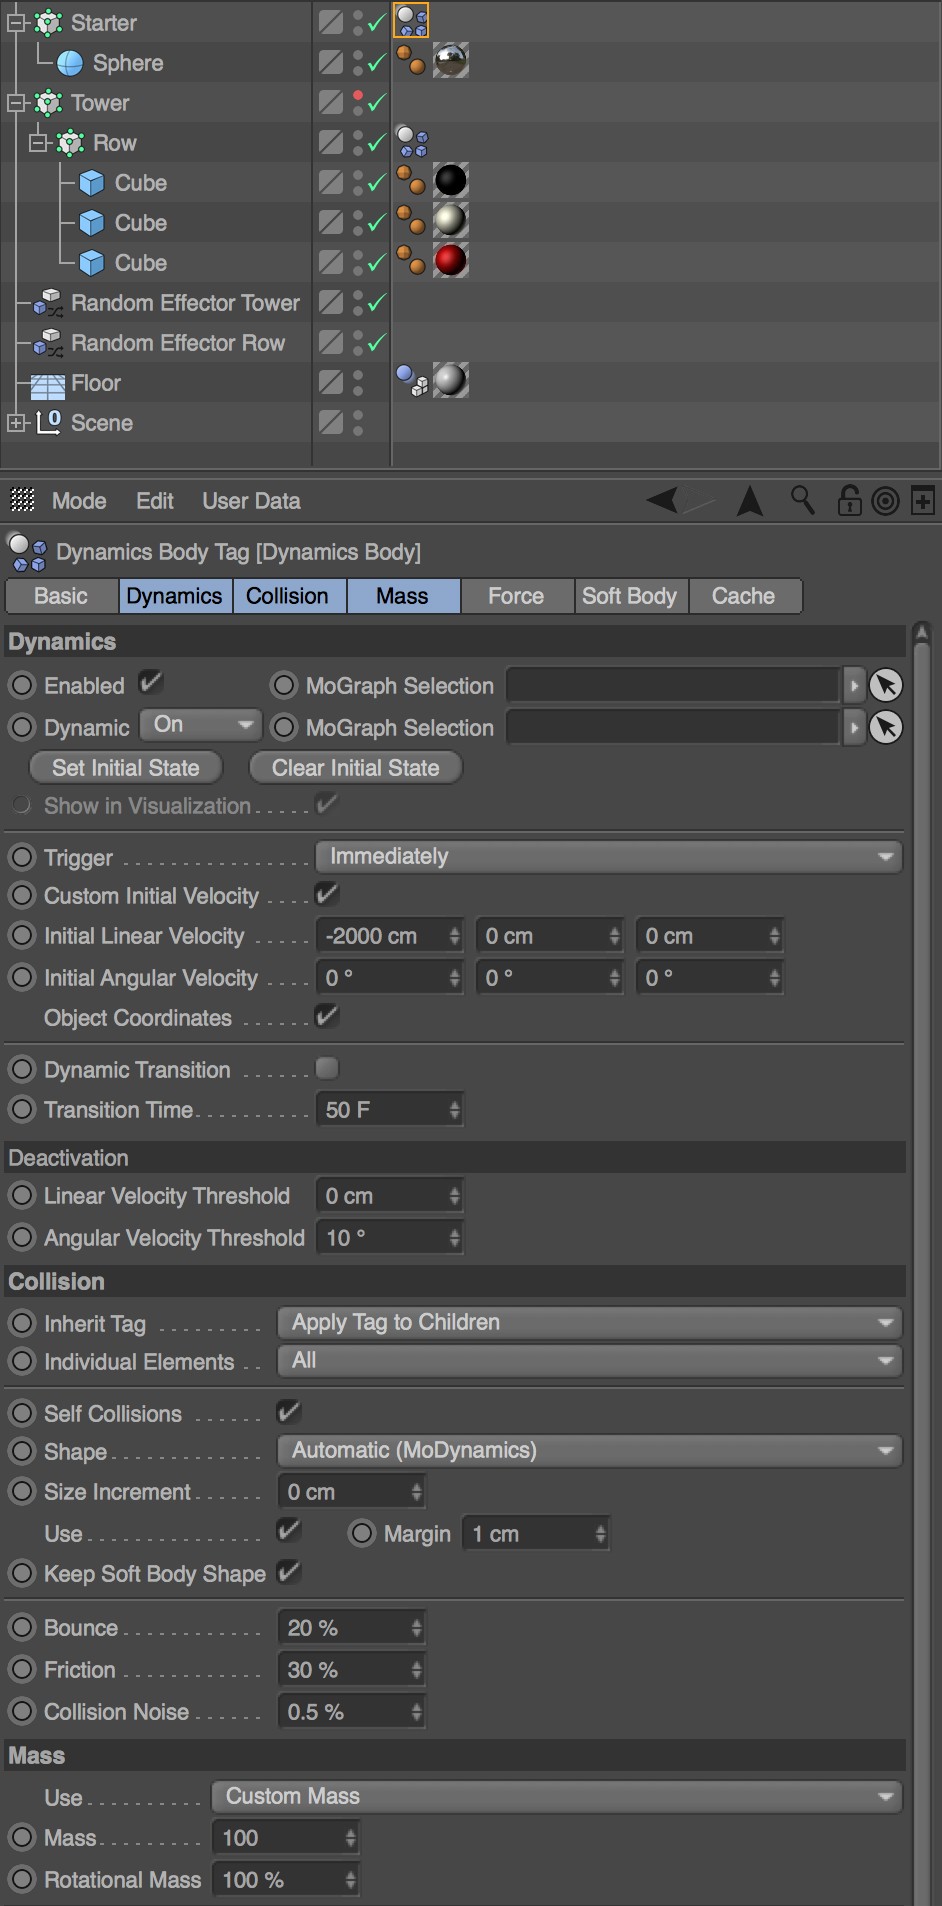 Starter
Sphere
Tower
Row
Cube
Cube
Cube
Random Effector Tower
Random Effector Row
Floor
0 Scene
Mode Edit User Data
Dynamics Body Tag [Dynamics Body]
Basic Dynamics Collision Mass Force Soft Body Cache
Dynamics
Enabled MoGraph Selection
Dynamic On MoGraph Selection
Set Initial State Clear Initial State
Show in Visualization
Trigger Immediately
Custom Initial Velocity
Initial Linear Velocity -2000 cm 0 cm 0 cm
Initial Angular Velocity 0 ° 0 ° 0 °
Object Coordinates
Dynamic Transition
Transition Time 50 F
Deactivation
Linear Velocity Threshold 0 cm
Angular Velocity Threshold 10 °
Collision
Inherit Tag Apply Tag to Children
Individual Elements All
Self Collisions
Shape Automatic (MoDynamics)
Size Increment 0 cm
Use Margin 1 cm
Keep Soft Body Shape
Bounce 20 %
Friction 30 %
Collision Noise 0.5 %
Mass
Use Custom Mass
Mass 100
Rotational Mass 100 %